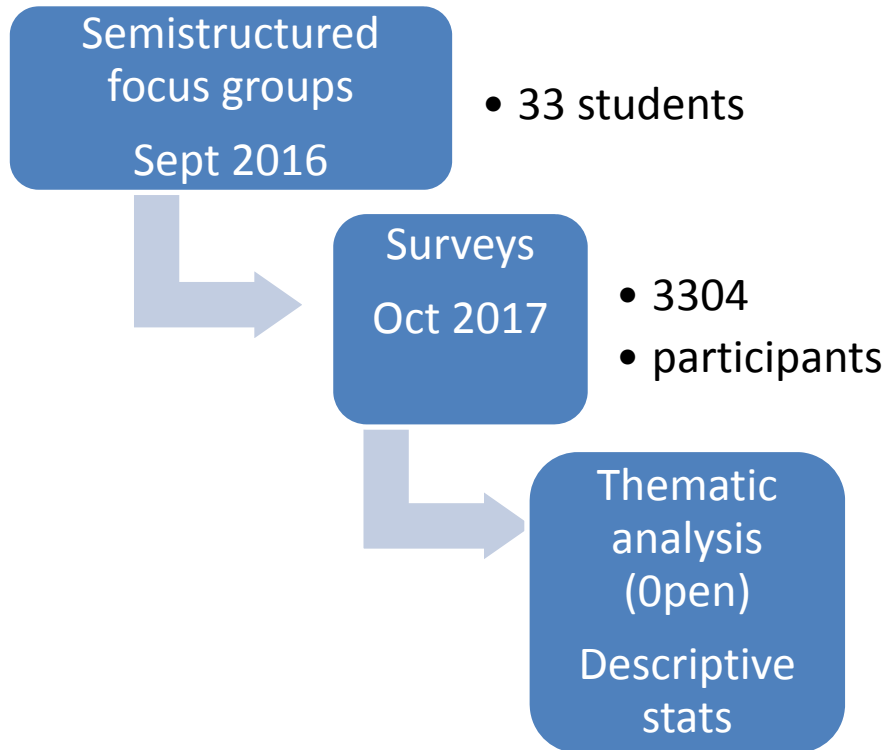 Semistructured
focus groups
Sept 2016
• 33 students
Surveys
Oct 2017
• 3304
• participants
Thematic
analysis
(0pen)
Descriptive
stats